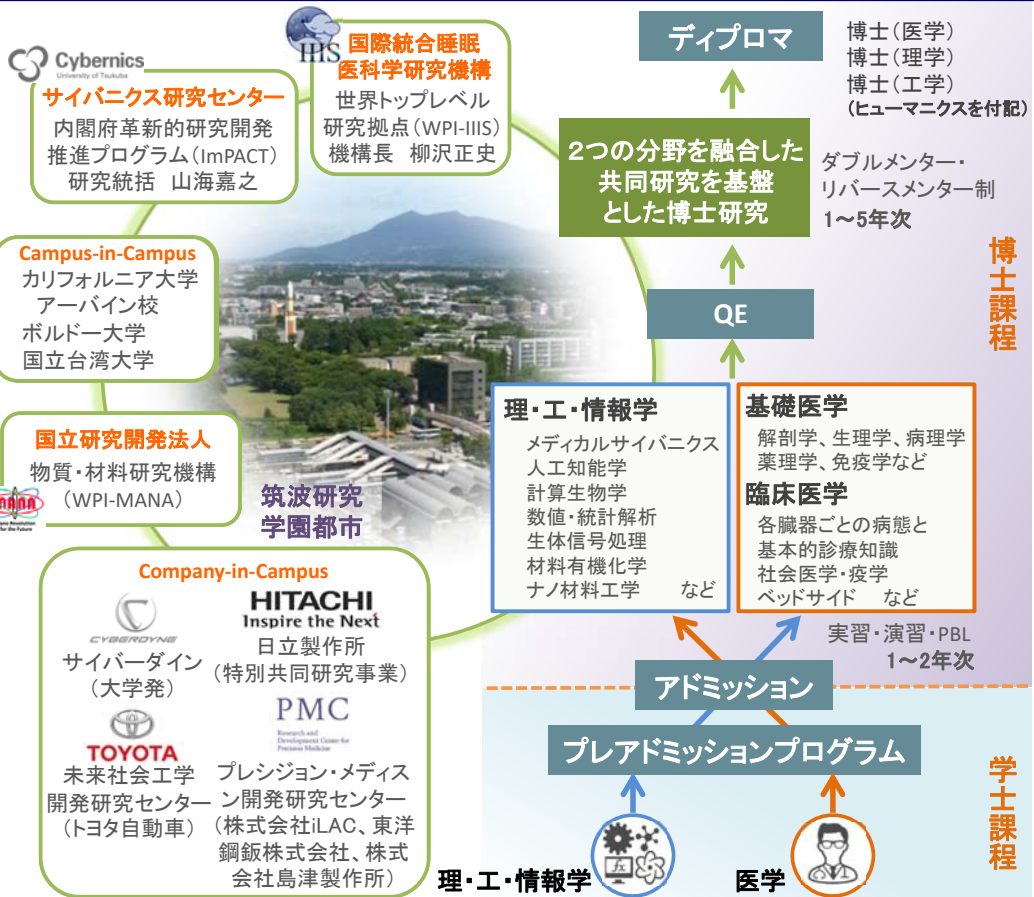 Cybernics
University of Tsukuba
サイバニクス研究センター
内閣府革新的研究開発
推進プログラム(ImPACT)
研究統括 山海嘉之
IIIS
国際統合睡眠
医科学研究機構
世界トップレベル
研究拠点(WPI-IIIS)
機構長 柳沢正史
Campus-in-Campus
カリフォルニア大学
アーバイン校
ボルドー大学
国立台湾大学
国立研究開発法人
物質・材料研究機構
(WPI-MANA)
MANA
for the Future
筑波研究
学園都市
Company-in-Campus
CYBERDYNE
サイバーダイン
(大学発)
HITACHI
Inspire the Next
日立製作所
(特別共同研究事業)
TOYOTA
未来社会工学
開発研究センター
(トヨタ自動車)
PMC
Research and
Development Center for
Precision Medicine
プレシジョン・メディス
ン開発研究センター
(株式会社iLAC、東洋
鋼鈑株式会社、株式
会社島津製作所)
ディプロマ
博士(医学)
博士(理学)
博士(工学)
(ヒューマニクスを付記)
2つの分野を融合した
共同研究を基盤
とした博士研究
ダブルメンター・
リバースメンター制
1~5年次
博士課程
QE
理・工・情報学
メディカルサイバニクス
人工知能学
計算生物学
数値・統計解析
生体信号処理
材料有機化学
ナノ材料工学 など
基礎医学
解剖学、生理学、病理学
薬理学、免疫学など
臨床医学
各臓器ごとの病態と
基本的診療知識
社会医学・疫学
ベッドサイド など
実習・演習・PBL
1~2年次
アドミッション
プレアドミッションプログラム
学士課程
理・工・情報学
fx
医学